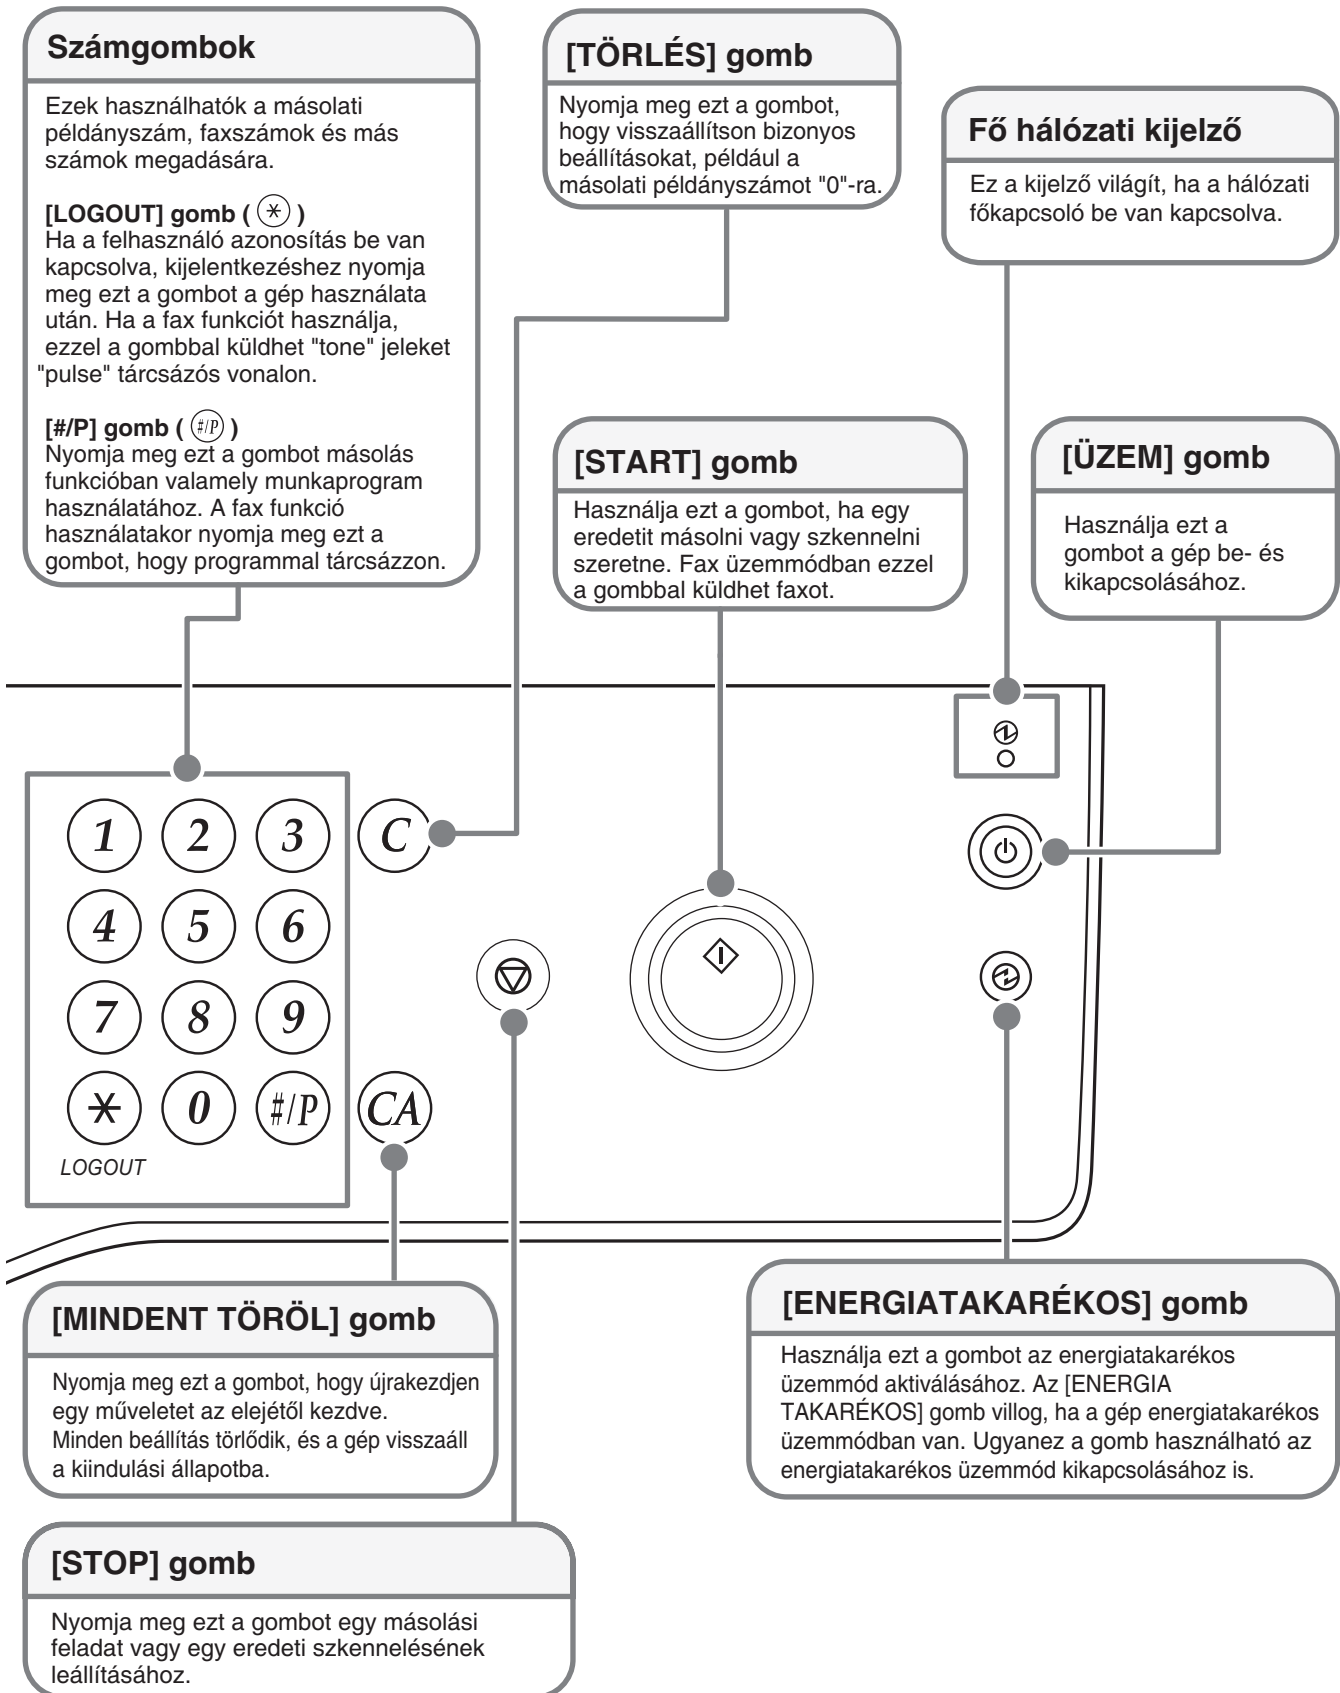 Számgombok
Ezek használhatók a másolati
példányszám, faxszámok és más
számok megadására.
[LOGOUT] gomb ( )
Ha a felhasználó azonosítás be van
kapcsolva, kijelentkezéshez nyomja
meg ezt a gombot a gép használata
után. Ha a fax funkciót használja,
ezzel a gombbal küldhet "tone" jeleket
"pulse" tárcsázós vonalon.
[#/P] gomb ( #/P )
Nyomja meg ezt a gombot másolás
funkcióban valamely munkaprogram
használatához. A fax funkció
használatakor nyomja meg ezt a
gombot, hogy programmal tárcsázzon.
[TÖRLÉS] gomb
Nyomja meg ezt a gombot,
hogy visszaállítson bizonyos
beállításokat, például a
másolati példányszámot "0"-ra.
Fő hálózati kijelző
Ez a kijelző világít, ha a hálózati
főkapcsoló be van kapcsolva.
[START] gomb
Használja ezt a gombot, ha egy
eredetit másolni vagy szkennelni
szeretne. Fax üzemmódban ezzel
a gombbal küldhet faxot.
[ÜZEM] gomb
Használja ezt a
gombot a gép be- és
kikapcsolásához.
1 2 3 C
4 5 6
7 8 9
* 0 #/P CA
LOGOUT
[MINDENT TÖRÖL] gomb
Nyomja meg ezt a gombot, hogy újrakezdjen
egy műveletet az elejétől kezdve.
Minden beállítás törlődik, és a gép visszaáll
a kiindulási állapotba.
[ENERGIATAKARÉKOS] gomb
Használja ezt a gombot az energiatakarékos
üzemmód aktiválásához. Az [ENERGIA
TAKARÉKOS] gomb villog, ha a gép energiatakarékos
üzemmódban van. Ugyanez a gomb használható az
energiatakarékos üzemmód kikapcsolásához is.
[STOP] gomb
Nyomja meg ezt a gombot egy másolási
feladat vagy egy eredeti szkennelésének
leállításához.